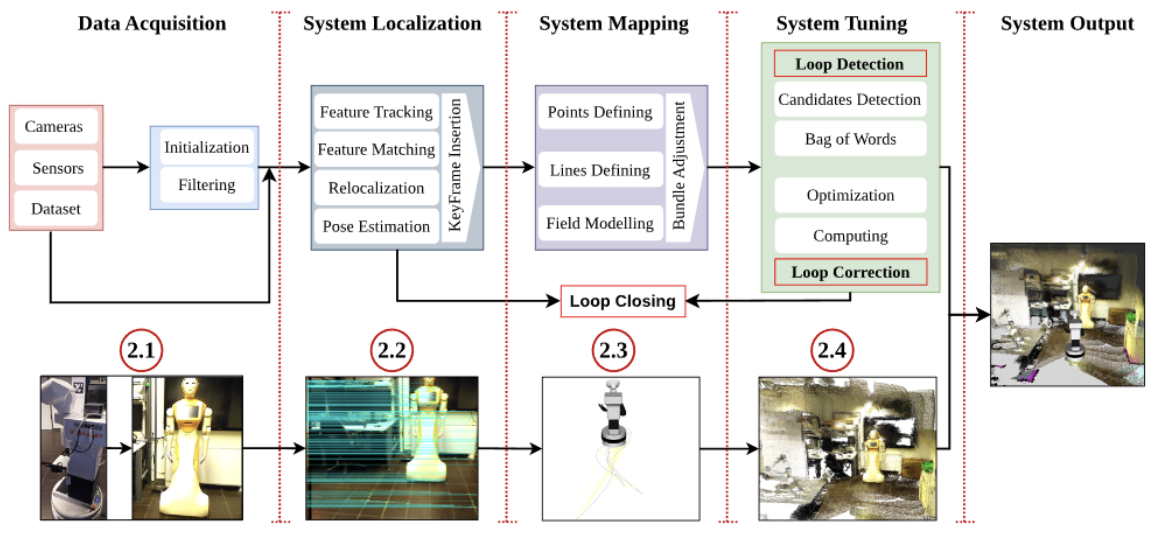 Data Acquisition
System Localization
System Mapping
System Tuning
System Output
Cameras
Sensors
Dataset
Initialization
Filtering
Feature Tracking
Feature Matching
Relocalization
Pose Estimation
KeyFrame Insertion
Points Defining
Lines Defining
Field Modelling
Bundle Adjustment
Loop Detection
Candidates Detection
Bag of Words
Optimization
Computing
Loop Correction
Loop Closing
2.1
2.2
2.3
2.4